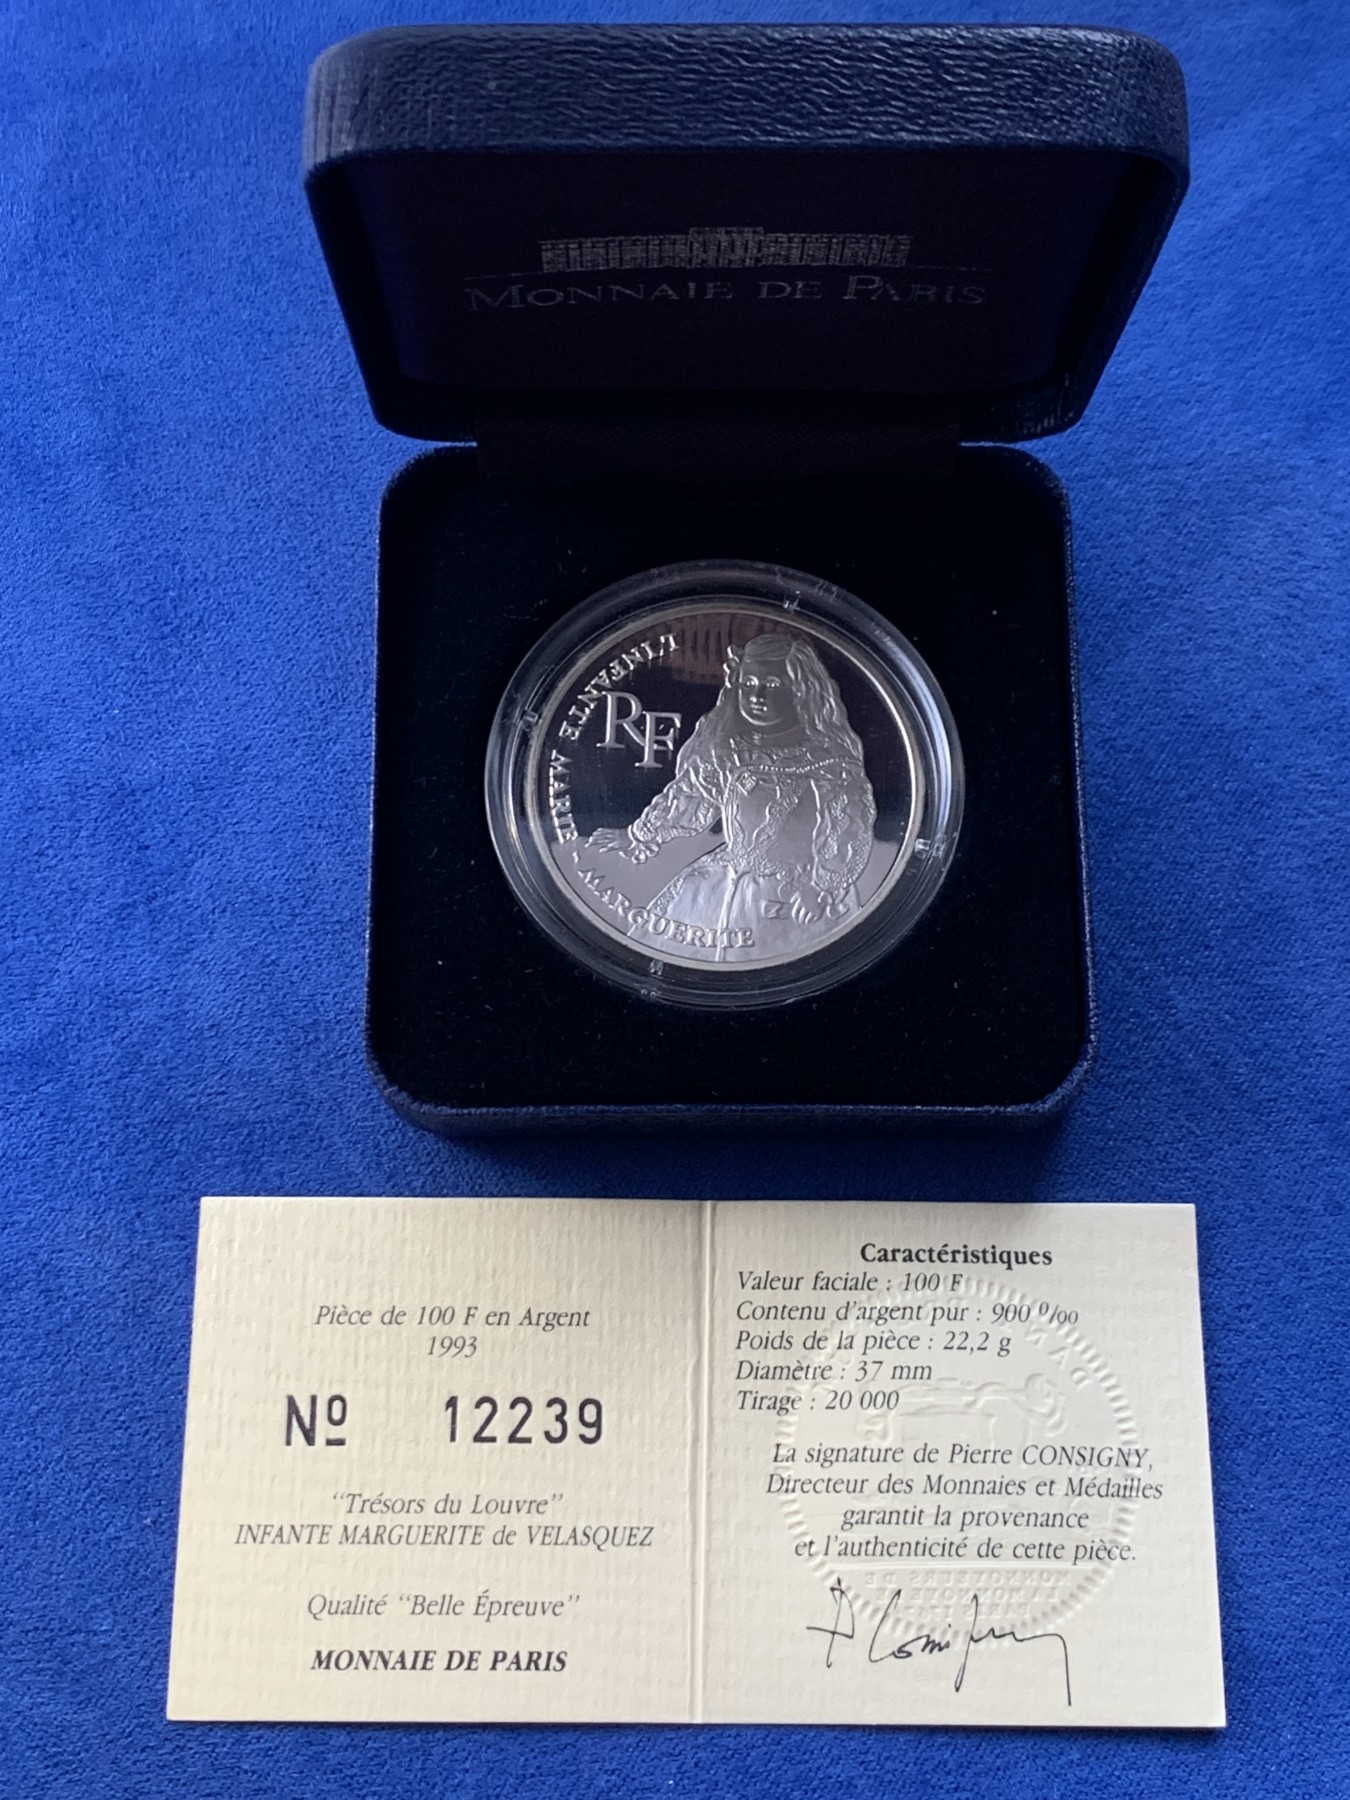 MONNAIE DE PARIS
L'INFANTE MARIE - MARGUERITE
RF
Pièce de 100 F en Argent
1993
Nº 12239
“Trésors du Louvre”
INFANTE MARGUERITE de VELASQUEZ
Qualité “Belle Épreuve”
MONNAIE DE PARIS
Caractéristiques
Valeur faciale : 100 F
Contenu d'argent pur : 900 ⁰/₀₀
Poids de la pièce : 22,2 g
Diamètre : 37 mm
Tirage : 20 000
La signature de Pierre CONSIGNY,
Directeur des Monnaies et Médailles
garantit la provenance
et l'authenticité de cette pièce.